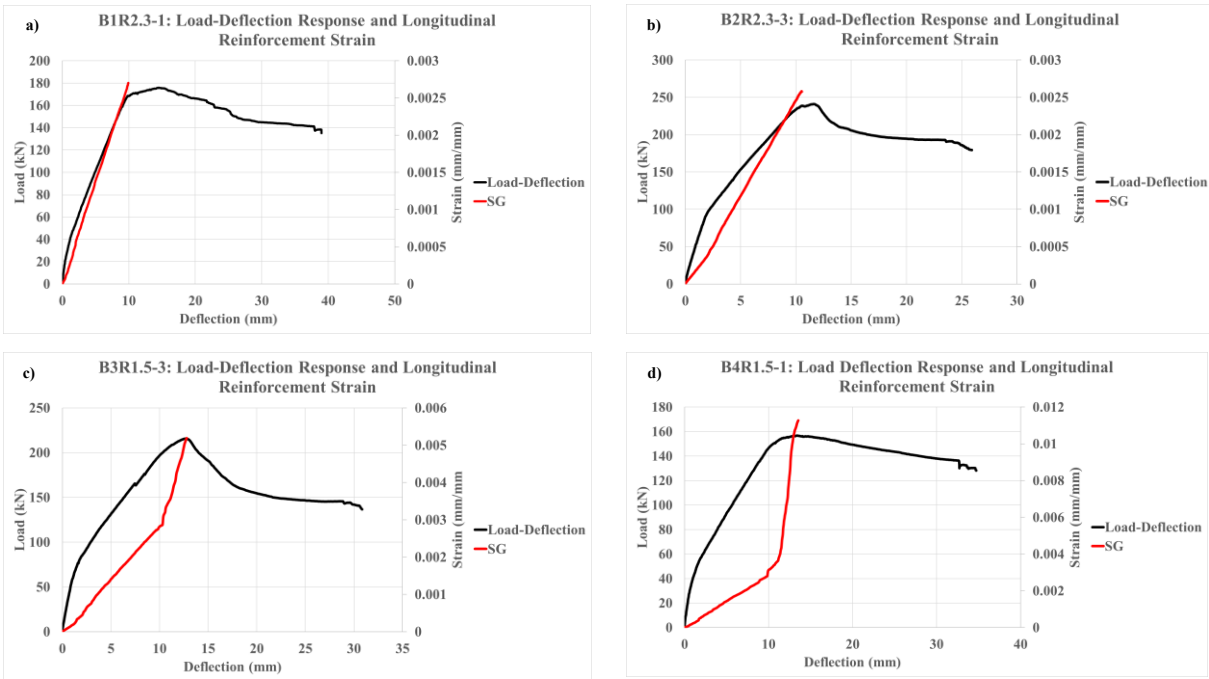 a)
B1R2.3-1: Load-Deflection Response and Longitudinal
Reinforcement Strain
200
180
160
140
120
100
80
60
40
20
0
Load (kN)
0 10 20 30 40 50
Deflection (mm)
0.003
0.0025
0.002
0.0015
0.001
0.0005
0
Strain (mm/mm)
Load-Deflection
SG
b)
B2R2.3-3: Load-Deflection Response and Longitudinal
Reinforcement Strain
300
250
200
150
100
50
0
Load (kN)
0 5 10 15 20 25 30
Deflection (mm)
0.003
0.0025
0.002
0.0015
0.001
0.0005
0
Strain (mm/mm)
Load-Deflection
SG
c)
B3R1.5-3: Load-Deflection Response and Longitudinal
Reinforcement Strain
250
200
150
100
50
0
Load (kN)
0 5 10 15 20 25 30 35
Deflection (mm)
0.006
0.005
0.004
0.003
0.002
0.001
0
Strain (mm/mm)
Load-Deflection
SG
d)
B4R1.5-1: Load Deflection Response and Longitudinal
Reinforcement Strain
180
160
140
120
100
80
60
40
20
0
Load (kN)
0 10 20 30 40
Deflection (mm)
0.012
0.01
0.008
0.006
0.004
0.002
0
Strain (mm/mm)
Load-Deflection
SG